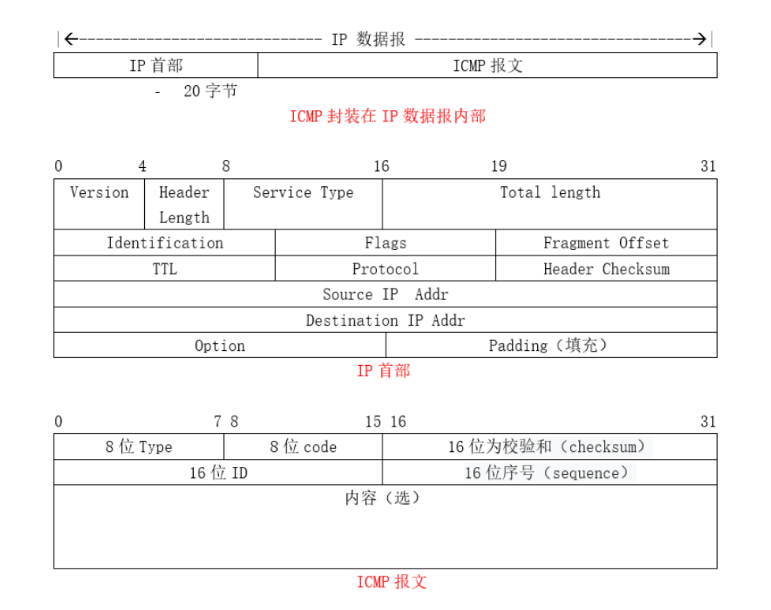 |←----------------------------- IP 数据报 ---------------------------------→|
IP 首部 ICMP 报文
- 20 字节
ICMP 封装在 IP 数据报内部
0 4 8 16 19 31
Version Header Service Type Total length
Length
Identification Flags Fragment Offset
TTL Protocol Header Checksum
Source IP Addr
Destination IP Addr
Option Padding（填充）
IP 首部
0 7 8 15 16 31
8 位 Type 8 位 code 16 位为校验和（checksum）
16 位 ID 16 位序号（sequence）
内容（选）
ICMP 报文